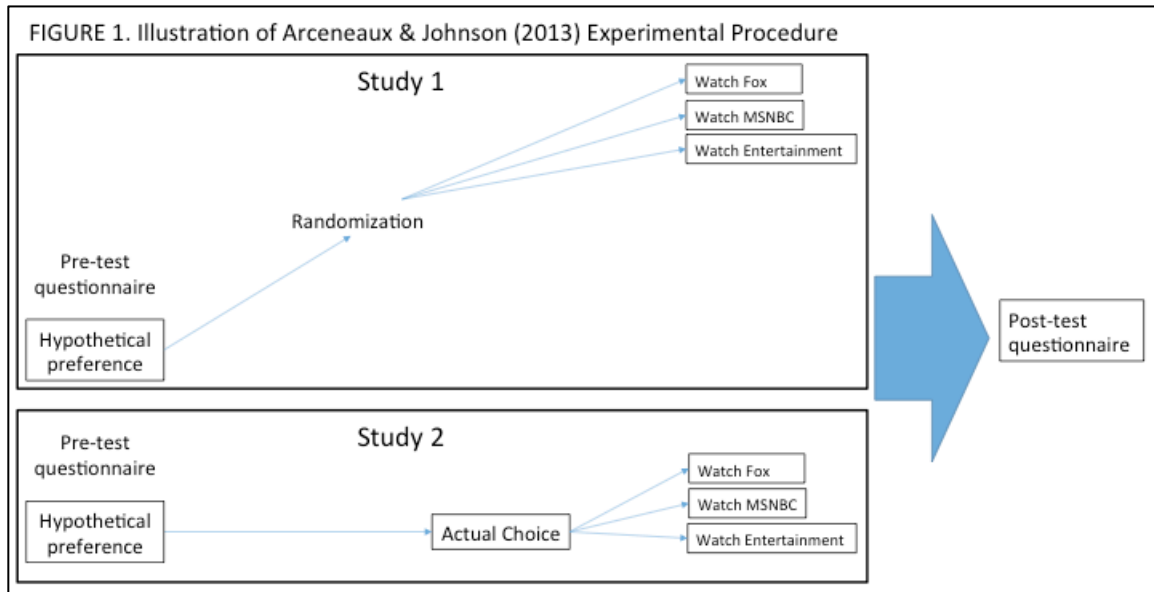 FIGURE 1. Illustration of Arceneaux & Johnson (2013) Experimental Procedure
Study 1
Watch Fox
Watch MSNBC
Watch Entertainment
Randomization
Pre-test
questionnaire
Hypothetical
preference
Post-test
questionnaire
Study 2
Pre-test
questionnaire
Hypothetical
preference
Actual Choice
Watch Fox
Watch MSNBC
Watch Entertainment